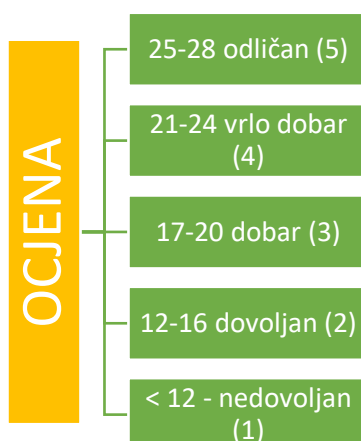 OCJENA
25-28 odličan (5)
21-24 vrlo dobar
(4)
17-20 dobar (3)
12-16 dovoljan (2)
< 12 - nedovoljan
(1)